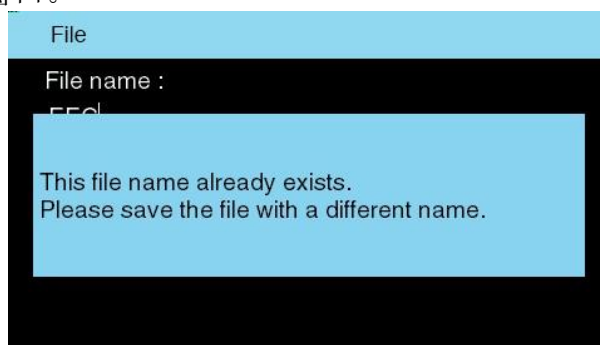 File
File name :
This file name already exists.
Please save the file with a different name.